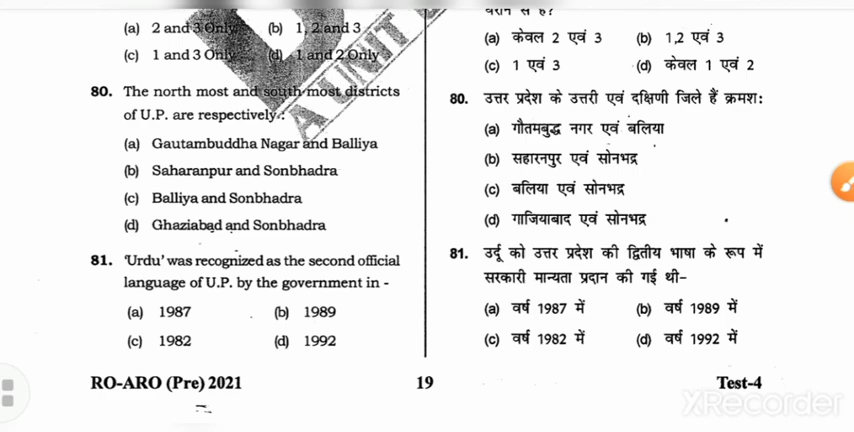 (a) 2 and 3 Only (b) 1, 2 and 3
(c) 1 and 3 Only (d) 1 and 2 Only
80. The north most and south most districts
of U.P. are respectively :
(a) Gautambuddha Nagar and Balliya
(b) Saharanpur and Sonbhadra
(c) Balliya and Sonbhadra
(d) Ghaziabad and Sonbhadra
81. 'Urdu' was recognized as the second official
language of U.P. by the government in -
(a) 1987 (b) 1989
(c) 1982 (d) 1992
से है?
(a) केवल 2 एवं 3 (b) 1,2 एवं 3
(c) 1 एवं 3 (d) केवल 1 एवं 2
80. उत्तर प्रदेश के उत्तरी एवं दक्षिणी जिले हैं क्रमश:
(a) गौतमबुद्ध नगर एवं बलिया
(b) सहारनपुर एवं सोनभद्र
(c) बलिया एवं सोनभद्र
(d) गाजियाबाद एवं सोनभद्र
81. उर्दू को उत्तर प्रदेश की द्वितीय भाषा के रूप में
सरकारी मान्यता प्रदान की गई थी-
(a) वर्ष 1987 में (b) वर्ष 1989 में
(c) वर्ष 1982 में (d) वर्ष 1992 में
RO-ARO (Pre) 2021 19 Test-4
XRecorder
A UNIT